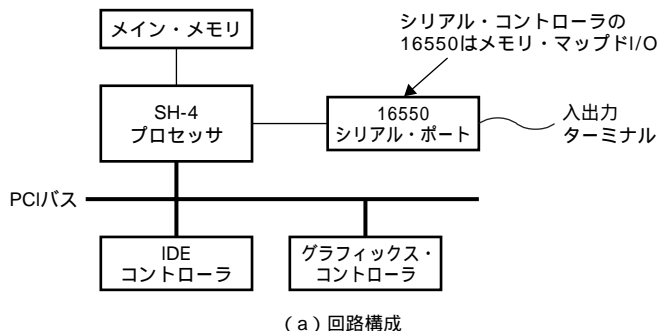 メイン・メモリ
シリアル・コントローラの
16550はメモリ・マップドI/O
SH-4
プロセッサ
16550
シリアル・ポート
入出力
ターミナル
PCIバス
IDE
コントローラ
グラフィックス・
コントローラ
(a)回路構成